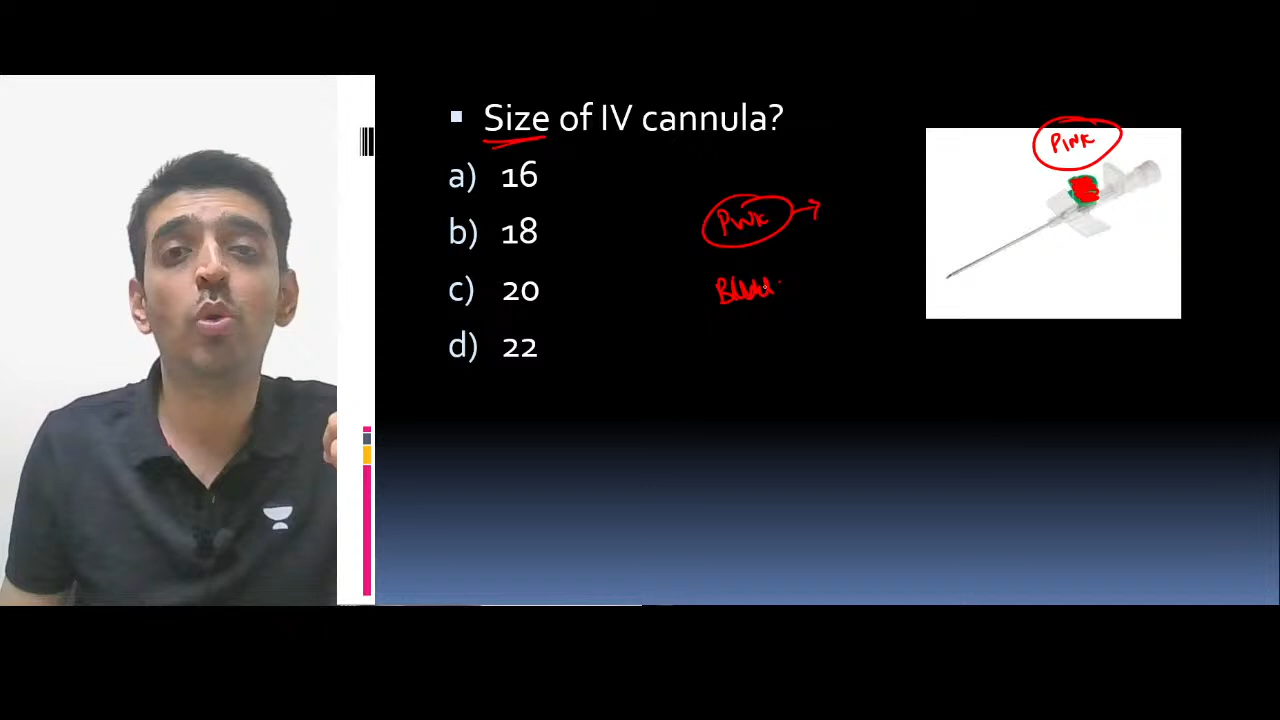 Size of IV cannula?
a) 16
b) 18
c) 20
d) 22
PINK
PINK